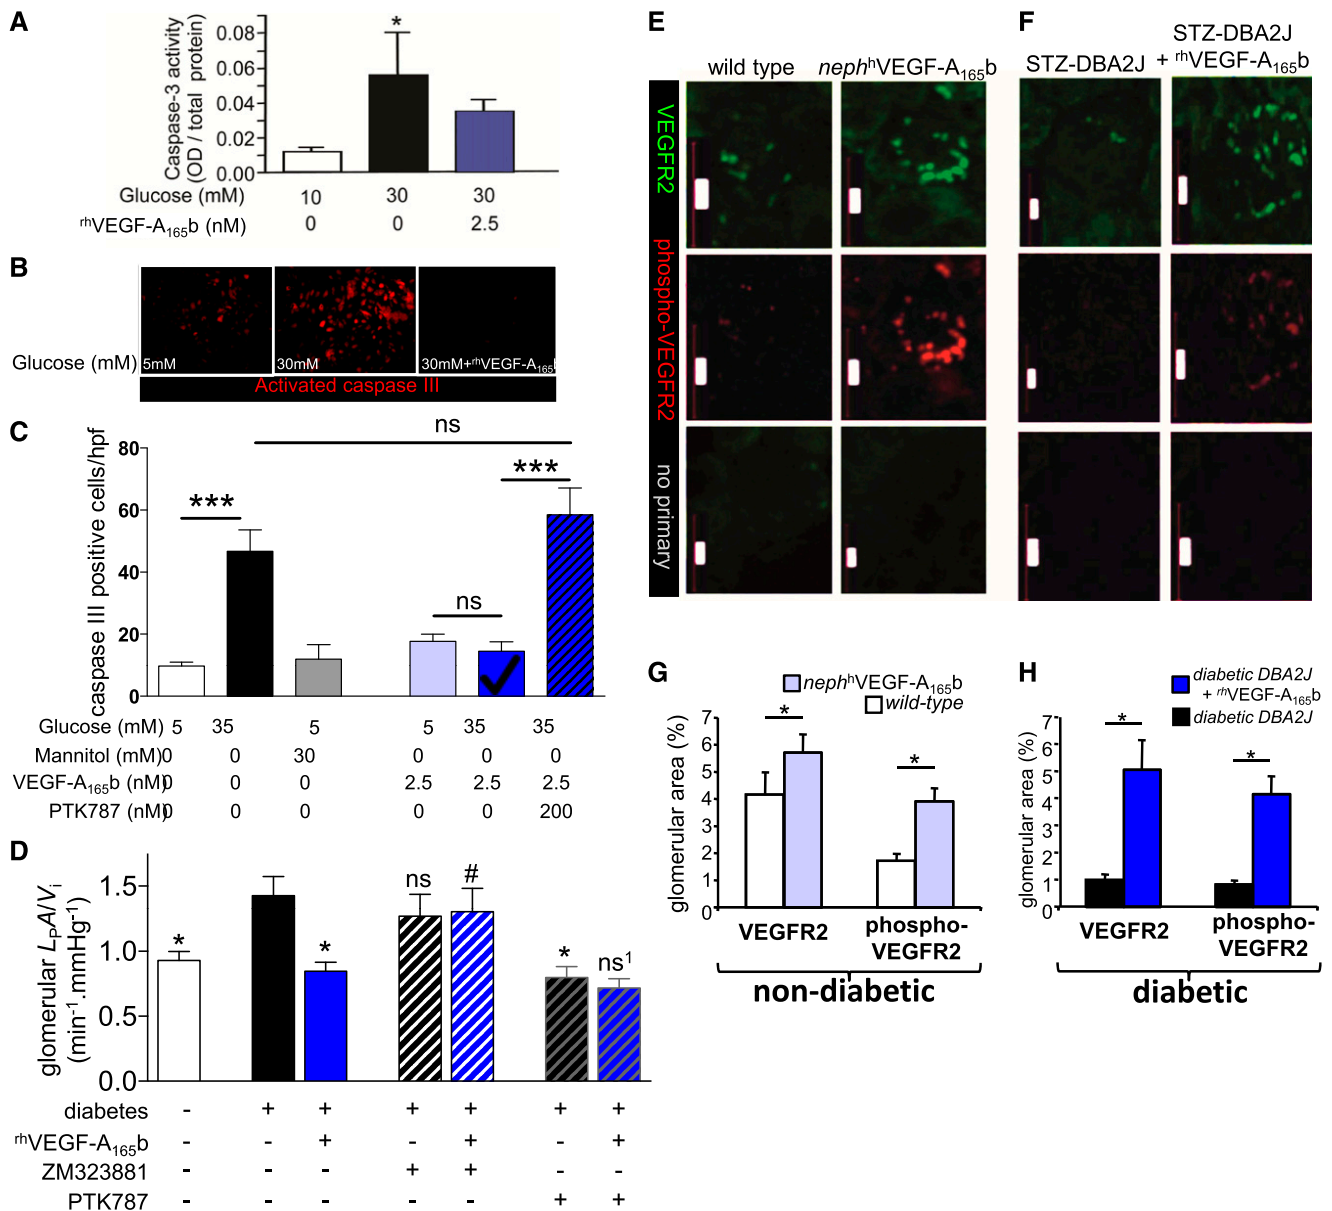 A
Caspase-3 activity
(OD / total protein)
0.08
0.06
0.04
0.02
0.00
*
Glucose (mM) 10 30 30
rhVEGF-A165b (nM) 0 0 2.5
B
Glucose (mM) 5mM 30mM 30mM+rhVEGF-A165b
Activated caspase III
C
caspase III positive cells/hpf
80
60
40
20
0
*** ns *** ns
Glucose (mM) 5 35 5 5 35 35
Mannitol (mM) 0 0 30 0 0 0
VEGF-A165b (nM) 0 0 0 2.5 2.5 2.5
PTK787 (nM) 0 0 0 0 0 200
D
glomerular LPA/Vi
(min-1.mmHg-1)
1.5
1.0
0.5
0.0
* * ns # * ns1
diabetes - + + + + + +
rhVEGF-A165b - - + - + - +
ZM323881 - - - + + - -
PTK787 - - - - - + +
E
wild type nephhVEGF-A165b
VEGFR2
phospho-VEGFR2
no primary
F
STZ-DBA2J
STZ-DBA2J
+ rhVEGF-A165b
G
nephhVEGF-A165b
wild-type
glomerular area (%)
7
6
5
4
3
2
1
0
* *
VEGFR2 phospho-
VEGFR2
non-diabetic
H
diabetic DBA2J
+ rhVEGF-A165b
diabetic DBA2J
glomerular area (%)
7
6
5
4
3
2
1
0
* *
VEGFR2 phospho-
VEGFR2
diabetic